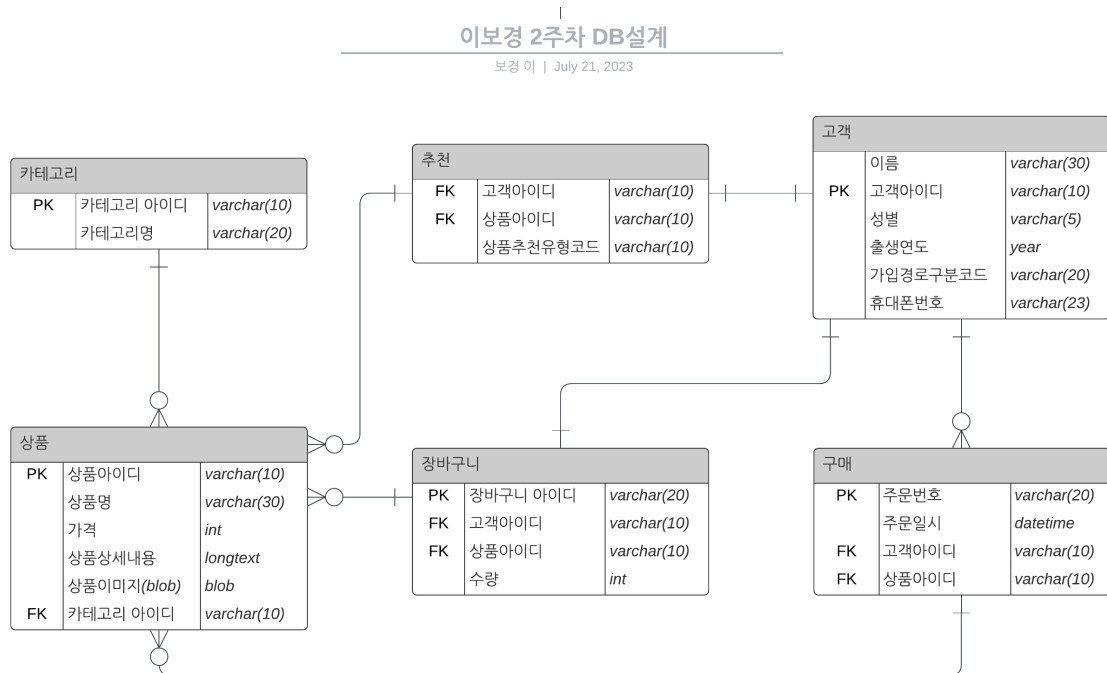 이보경 2주차 DB설계
보경 이 | July 21, 2023
카테고리
PK 카테고리 아이디 varchar(10)
카테고리명 varchar(20)
추천
FK 고객아이디 varchar(10)
FK 상품아이디 varchar(10)
상품추천유형코드 varchar(10)
고객
이름 varchar(30)
PK 고객아이디 varchar(10)
성별 varchar(5)
출생연도 year
가입경로구분코드 varchar(20)
휴대폰번호 varchar(23)
상품
PK 상품아이디 varchar(10)
상품명 varchar(30)
가격 int
상품상세내용 longtext
상품이미지(blob) blob
FK 카테고리 아이디 varchar(10)
장바구니
PK 장바구니 아이디 varchar(20)
FK 고객아이디 varchar(10)
FK 상품아이디 varchar(10)
수량 int
구매
PK 주문번호 varchar(20)
주문일시 datetime
FK 고객아이디 varchar(10)
FK 상품아이디 varchar(10)